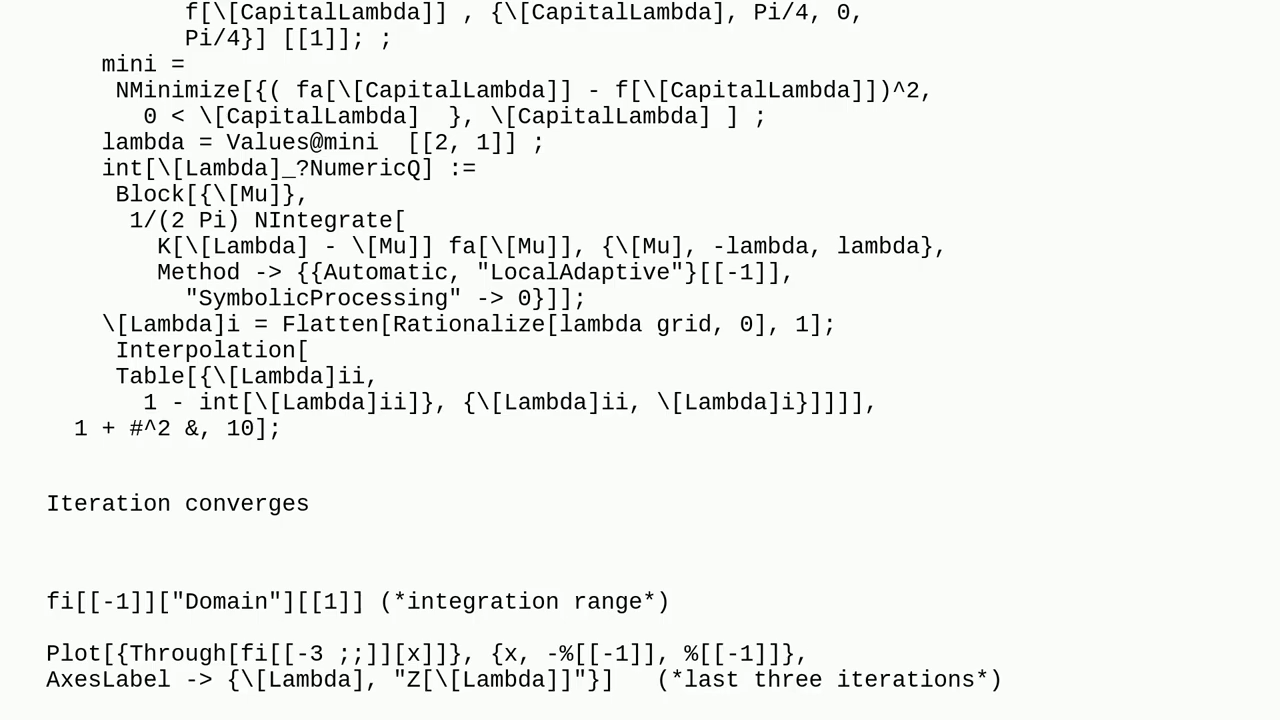 f[\[CapitalLambda]] , {\[CapitalLambda], Pi/4, 0,
Pi/4}] [[1]]; ;
mini =
NMinimize[{( fa[\[CapitalLambda]] - f[\[CapitalLambda]])^2,
0 < \[CapitalLambda]  }, \[CapitalLambda] ] ;
lambda = Values@mini  [[2, 1]] ;
int[\[Lambda]_?NumericQ] :=
Block[{\[Mu]},
1/(2 Pi) NIntegrate[
K[\[Lambda] - \[Mu]] fa[\[Mu]], {\[Mu], -lambda, lambda},
Method -> {{Automatic, "LocalAdaptive"}[[-1]],
"SymbolicProcessing" -> 0}]];
\[Lambda]i = Flatten[Rationalize[lambda grid, 0], 1];
Interpolation[
Table[{\[Lambda]ii,
1 - int[\[Lambda]ii]}, {\[Lambda]ii, \[Lambda]i}]]]],
1 + #^2 &, 10];
Iteration converges
fi[[-1]]["Domain"][[1]] (*integration range*)
Plot[{Through[fi[[-3 ;;]][x]]}, {x, -%[[-1]], %[[-1]]},
AxesLabel -> {\[Lambda], "Z[\[Lambda]]"}]   (*last three iterations*)